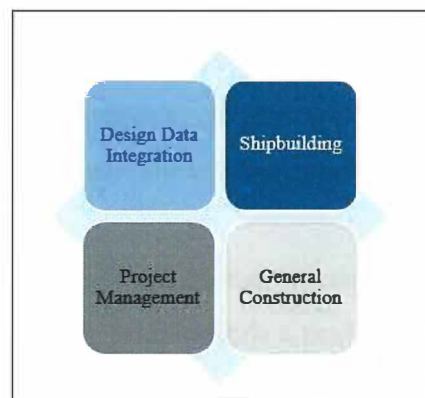 Design Data
Integration
Shipbuilding
Project
Management
General
Construction